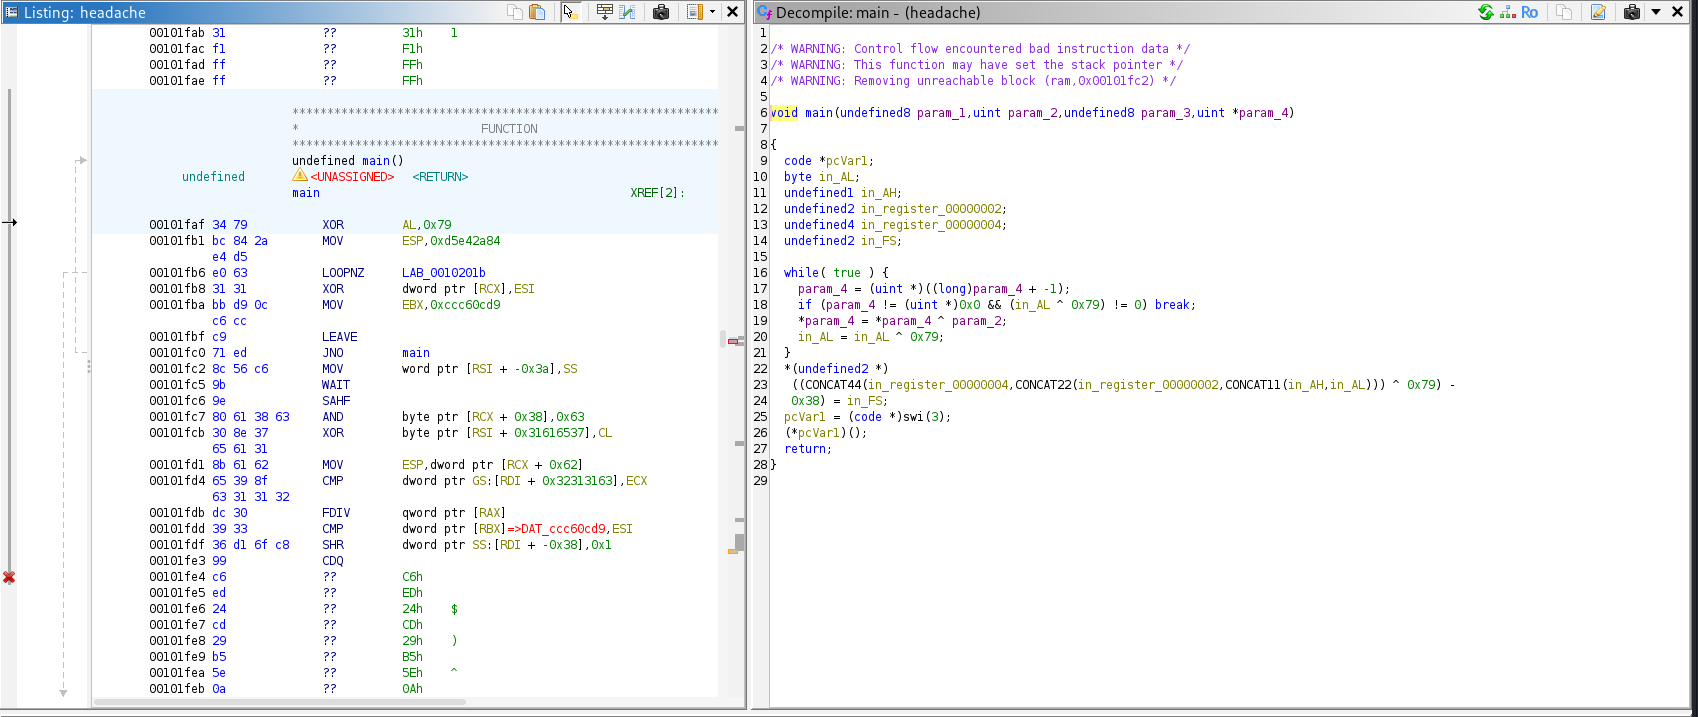 Listing: headache
00101fab 31 ?? 31h 1
00101fac f1 ?? F1h
00101fad ff ?? FFh
00101fae ff ?? FFh
*************************************************************
* FUNCTION
*************************************************************
undefined main()
undefined <UNASSIGNED> <RETURN>
main XREF[2]:
00101faf 34 79 XOR AL,0x79
00101fb1 bc 84 2a MOV ESP,0xd5e42a84
e4 d5
00101fb6 e0 63 LOOPNZ LAB_0010201b
00101fb8 31 31 XOR dword ptr [RCX],ESI
00101fba bb d9 0c MOV EBX,0xccc60cd9
c6 cc
00101fbf c9 LEAVE
00101fc0 71 ed JNO main
00101fc2 8c 56 c6 MOV word ptr [RSI + -0x3a],SS
00101fc5 9b WAIT
00101fc6 9e SAHF
00101fc7 80 61 38 63 AND byte ptr [RCX + 0x38],0x63
00101fcb 30 8e 37 XOR byte ptr [RSI + 0x31616537],CL
65 61 31
00101fd1 8b 61 62 MOV ESP,dword ptr [RCX + 0x62]
00101fd4 65 39 8f CMP dword ptr GS:[RDI + 0x32313163],ECX
63 31 31 32
00101fdb dc 30 FDIV qword ptr [RAX]
00101fdd 39 33 CMP dword ptr [RBX]=>DAT_ccc60cd9,ESI
00101fdf 36 d1 6f c8 SHR dword ptr SS:[RDI + -0x38],0x1
00101fe3 99 CDQ
00101fe4 c6 ?? C6h
00101fe5 ed ?? EDh
00101fe6 24 ?? 24h $
00101fe7 cd ?? CDh
00101fe8 29 ?? 29h )
00101fe9 b5 ?? B5h
00101fea 5e ?? 5Eh ^
00101feb 0a ?? 0Ah
Decompile: main - (headache)
Ro
1
2 /* WARNING: Control flow encountered bad instruction data */
3 /* WARNING: This function may have set the stack pointer */
4 /* WARNING: Removing unreachable block (ram,0x00101fc2) */
5
6 void main(undefined8 param_1,uint param_2,undefined8 param_3,uint *param_4)
7
8 {
9 code *pcVar1;
10 byte in_AL;
11 undefined1 in_AH;
12 undefined2 in_register_00000002;
13 undefined4 in_register_00000004;
14 undefined2 in_FS;
15
16 while( true ) {
17 param_4 = (uint *)((long)param_4 + -1);
18 if (param_4 != (uint *)0x0 && (in_AL ^ 0x79) != 0) break;
19 *param_4 = *param_4 ^ param_2;
20 in_AL = in_AL ^ 0x79;
21 }
22 *(undefined2 *)
23 ((CONCAT44(in_register_00000004,CONCAT22(in_register_00000002,CONCAT11(in_AH,in_AL))) ^ 0x79) -
24 0x38) = in_FS;
25 pcVar1 = (code *)swi(3);
26 (*pcVar1)();
27 return;
28 }
29